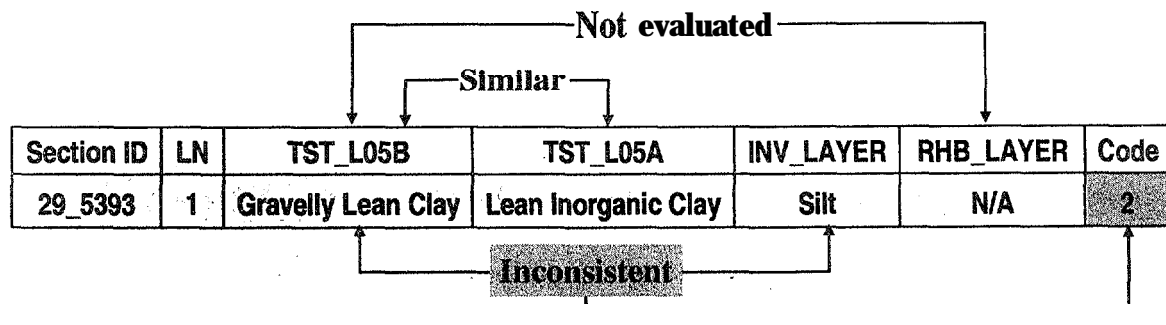 Not evaluated
Similar
Section ID LN TST_L05B TST_L05A INV_LAYER RHB_LAYER Code
29_5393 1 Gravelly Lean Clay Lean Inorganic Clay Silt N/A 2
Inconsistent